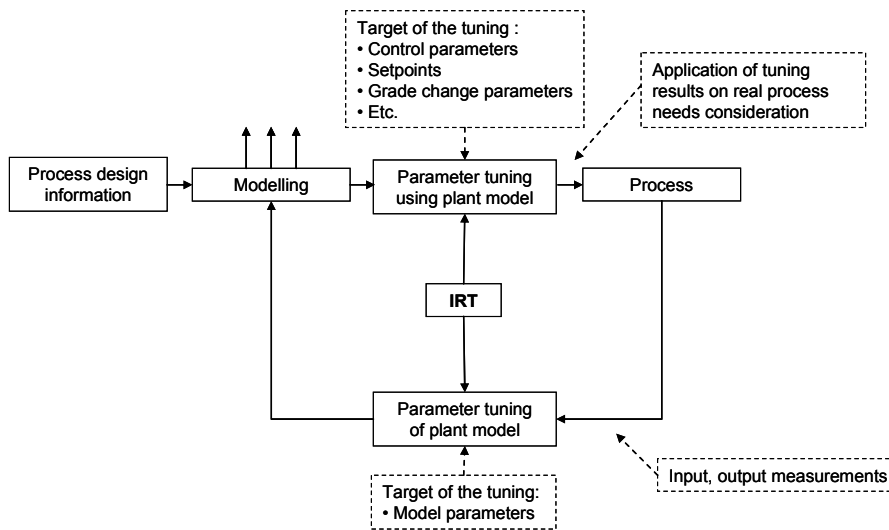 Target of the tuning :
• Control parameters
• Setpoints
• Grade change parameters
• Etc.
Application of tuning
results on real process
needs consideration
Process design
information
Modelling
Parameter tuning
using plant model
Process
IRT
Parameter tuning
of plant model
Input, output measurements
Target of the tuning:
• Model parameters